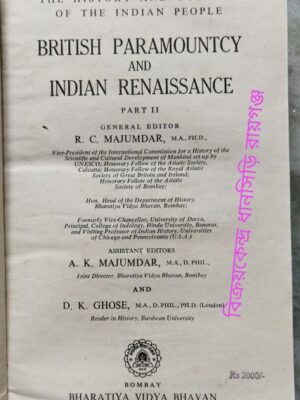 THE HISTORY AND
OF THE INDIAN PEOPLE
BRITISH PARAMOUNTCY
AND
INDIAN RENAISSANCE
PART II
GENERAL EDITOR
R. C. MAJUMDAR, M.A., PH.D.,
Vice-President of the International Commission for a History of the
Scientific and Cultural Development of Mankind set up by
UNESCO; Honorary Fellow of the Asiatic Society,
Calcutta; Honorary Fellow of the Royal Asiatic
Society of Great Britain and Ireland;
Honorary Fellow of the Asiatic
Society of Bombay;
Hon. Head of the Department of History,
Bharatiya Vidya Bhavan, Bombay;
Formerly Vice-Chancellor, University of Dacca,
Principal, College of Indology, Hindu University, Banaras,
and Visiting Professor of Indian History, Universities
of Chicago and Pennsylvania (U.S.A.)
ASSISTANT EDITORS
A. K. MAJUMDAR, M.A., D. PHIL.,
Joint Director, Bharatiya Vidya Bhavan, Bombay
AND
D. K. GHOSE, M.A., D. PHIL., PH.D. (London)
Reader in History, Burdwan University
BOMBAY
BHARATIYA VIDYA BHAVAN
Rs 2000/-
বিক্রয়কেন্দ্র ধানসিড়ি রায়গঞ্জ